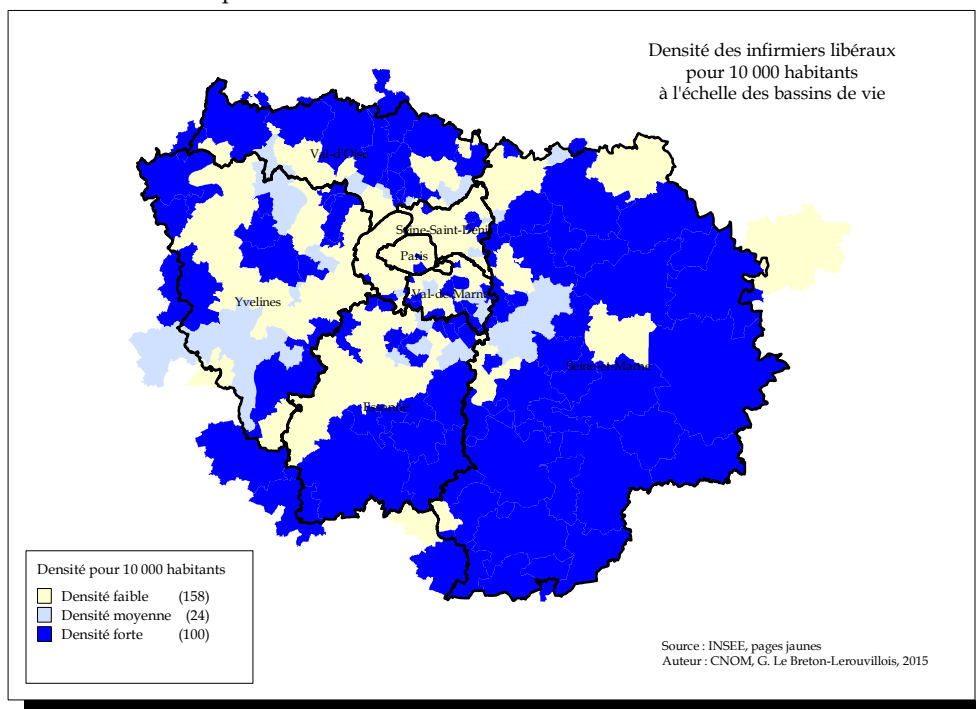 Densité des infirmiers libéraux
pour 10 000 habitants
à l'échelle des bassins de vie
Val-d'Oise
Seine-Saint-Denis
Paris
Val-de-Marne
Yvelines
Seine-et-Marne
Essonne
Densité pour 10 000 habitants
Densité faible (158)
Densité moyenne (24)
Densité forte (100)
Source : INSEE, pages jaunes
Auteur : CNOM, G. Le Breton-Lerouvillois, 2015